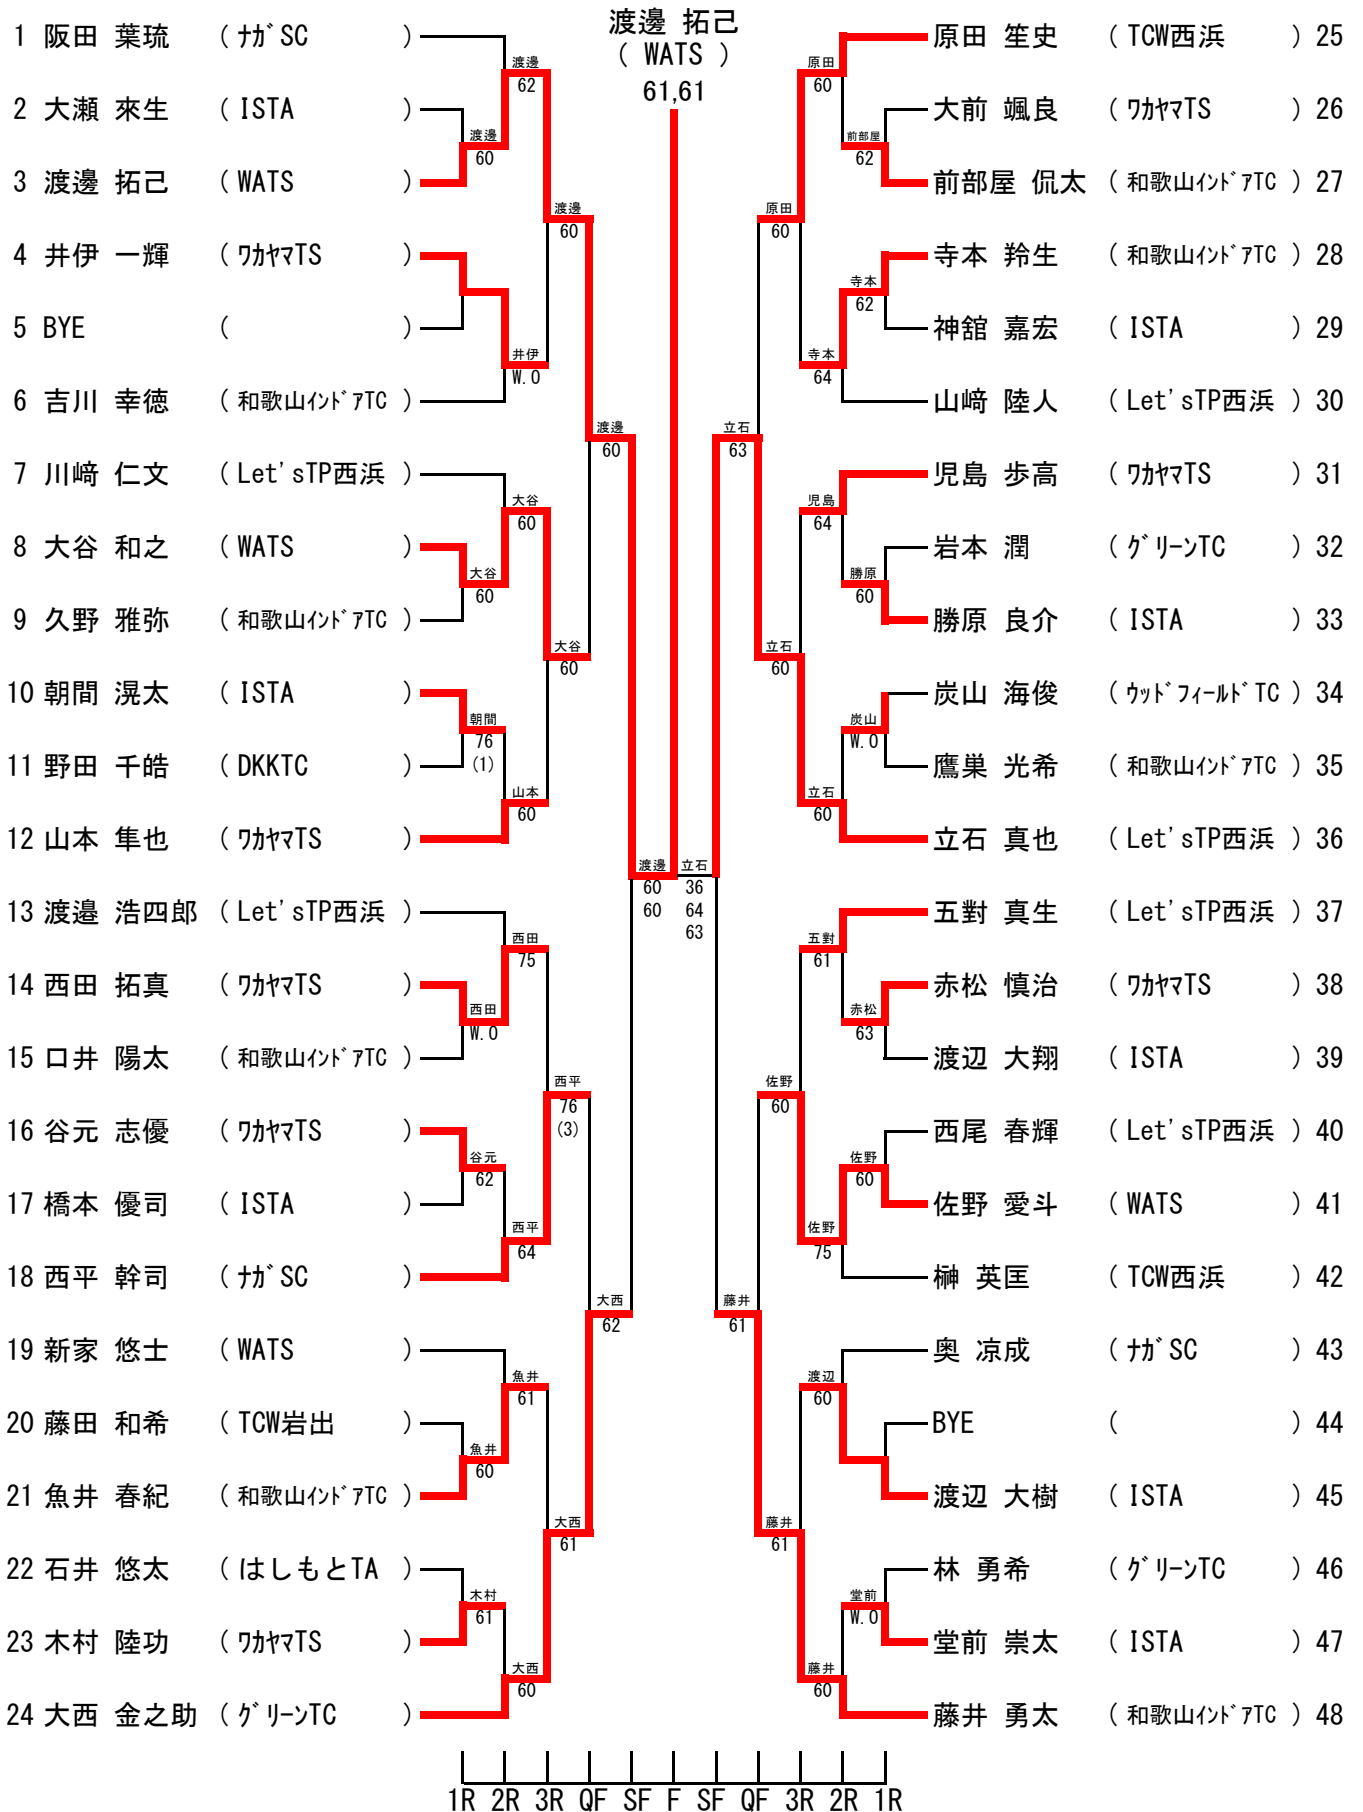 渡邊 拓己
( WATS )
61,61
1 阪田 葉琉 ( ﾅｶﾞSC )
2 大瀬 來生 ( ISTA )
3 渡邊 拓己 ( WATS )
4 井伊 一輝 ( ﾜｶﾔﾏTS )
5 BYE ( )
6 吉川 幸徳 ( 和歌山ｲﾝﾄﾞｱTC )
7 川﨑 仁文 ( Let'sTP西浜 )
8 大谷 和之 ( WATS )
9 久野 雅弥 ( 和歌山ｲﾝﾄﾞｱTC )
10 朝間 滉太 ( ISTA )
11 野田 千皓 ( DKKTC )
12 山本 隼也 ( ﾜｶﾔﾏTS )
13 渡邉 浩四郎 ( Let'sTP西浜 )
14 西田 拓真 ( ﾜｶﾔﾏTS )
15 口井 陽太 ( 和歌山ｲﾝﾄﾞｱTC )
16 谷元 志優 ( ﾜｶﾔﾏTS )
17 橋本 優司 ( ISTA )
18 西平 幹司 ( ﾅｶﾞSC )
19 新家 悠士 ( WATS )
20 藤田 和希 ( TCW岩出 )
21 魚井 春紀 ( 和歌山ｲﾝﾄﾞｱTC )
22 石井 悠太 ( はしもとTA )
23 木村 陸功 ( ﾜｶﾔﾏTS )
24 大西 金之助 ( ｸﾞﾘｰﾝTC )
渡邊
60
大谷
60
朝間
76
(1)
西田
W.O
谷元
62
魚井
60
木村
61
渡邊
62
井伊
W.O
大谷
60
山本
60
西田
75
西平
64
魚井
61
大西
60
渡邊
60
大谷
60
西平
76
(3)
大西
61
渡邊
60
大西
62
渡邊
60
60
立石
36
64
63
立石
63
藤井
61
原田
60
立石
60
佐野
60
藤井
61
原田
60
寺本
64
児島
64
立石
60
五對
61
佐野
75
渡辺
60
藤井
60
前部屋
62
寺本
62
勝原
60
炭山
W.O
赤松
63
佐野
60
堂前
W.O
原田 笙史 ( TCW西浜 ) 25
大前 颯良 ( ﾜｶﾔﾏTS ) 26
前部屋 侃太 ( 和歌山ｲﾝﾄﾞｱTC ) 27
寺本 羚生 ( 和歌山ｲﾝﾄﾞｱTC ) 28
神舘 嘉宏 ( ISTA ) 29
山﨑 陸人 ( Let'sTP西浜 ) 30
児島 歩高 ( ﾜｶﾔﾏTS ) 31
岩本 潤 ( ｸﾞﾘｰﾝTC ) 32
勝原 良介 ( ISTA ) 33
炭山 海俊 ( ｳｯﾄﾞﾌｨｰﾙﾄﾞTC ) 34
鷹巣 光希 ( 和歌山ｲﾝﾄﾞｱTC ) 35
立石 真也 ( Let'sTP西浜 ) 36
五對 真生 ( Let'sTP西浜 ) 37
赤松 慎治 ( ﾜｶﾔﾏTS ) 38
渡辺 大翔 ( ISTA ) 39
西尾 春輝 ( Let'sTP西浜 ) 40
佐野 愛斗 ( WATS ) 41
榊 英匡 ( TCW西浜 ) 42
奥 凉成 ( ﾅｶﾞSC ) 43
BYE ( ) 44
渡辺 大樹 ( ISTA ) 45
林 勇希 ( ｸﾞﾘｰﾝTC ) 46
堂前 崇太 ( ISTA ) 47
藤井 勇太 ( 和歌山ｲﾝﾄﾞｱTC ) 48
1R 2R 3R QF SF F SF QF 3R 2R 1R